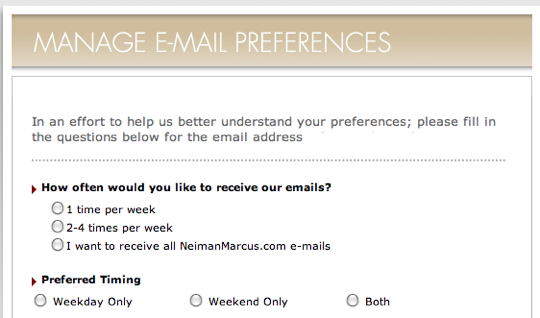 MANAGE E-MAIL PREFERENCES
In an effort to help us better understand your preferences; please fill in
the questions below for the email address
How often would you like to receive our emails?
1 time per week
2-4 times per week
I want to receive all NeimanMarcus.com e-mails
Preferred Timing
Weekday Only Weekend Only Both